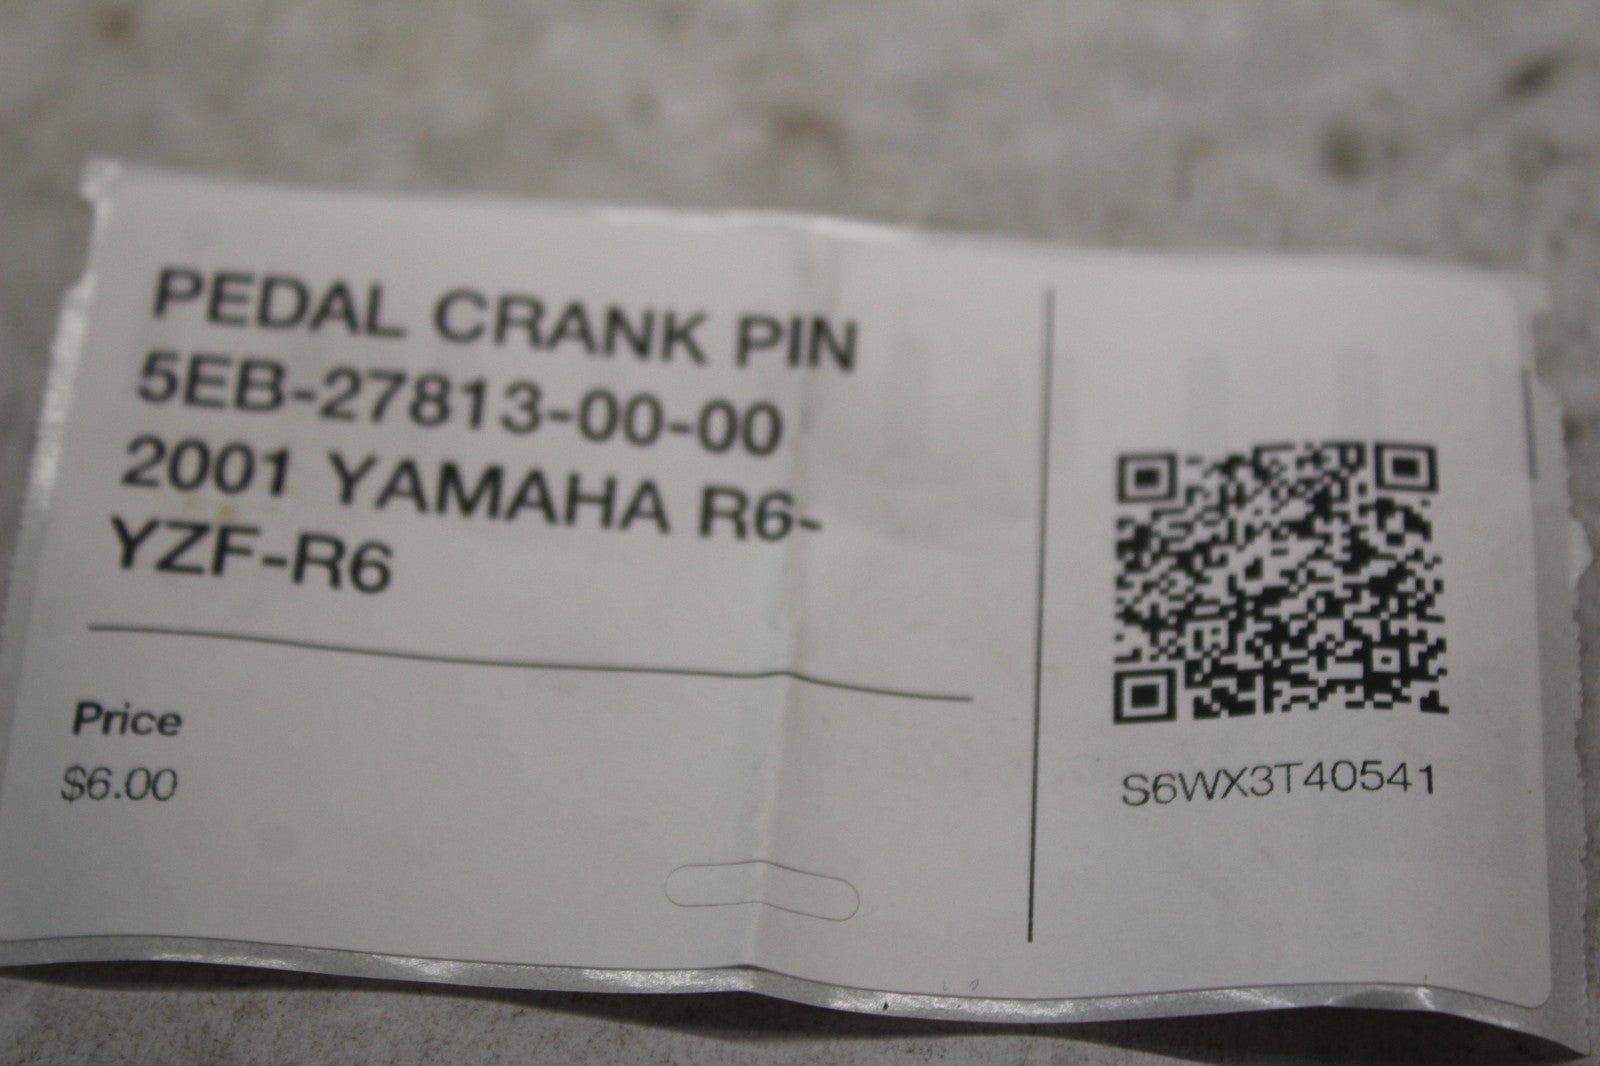 PEDAL CRANK PIN
5EB-27813-00-00
2001 YAMAHA R6-
YZF-R6
Price
$6.00
S6WX3T40541